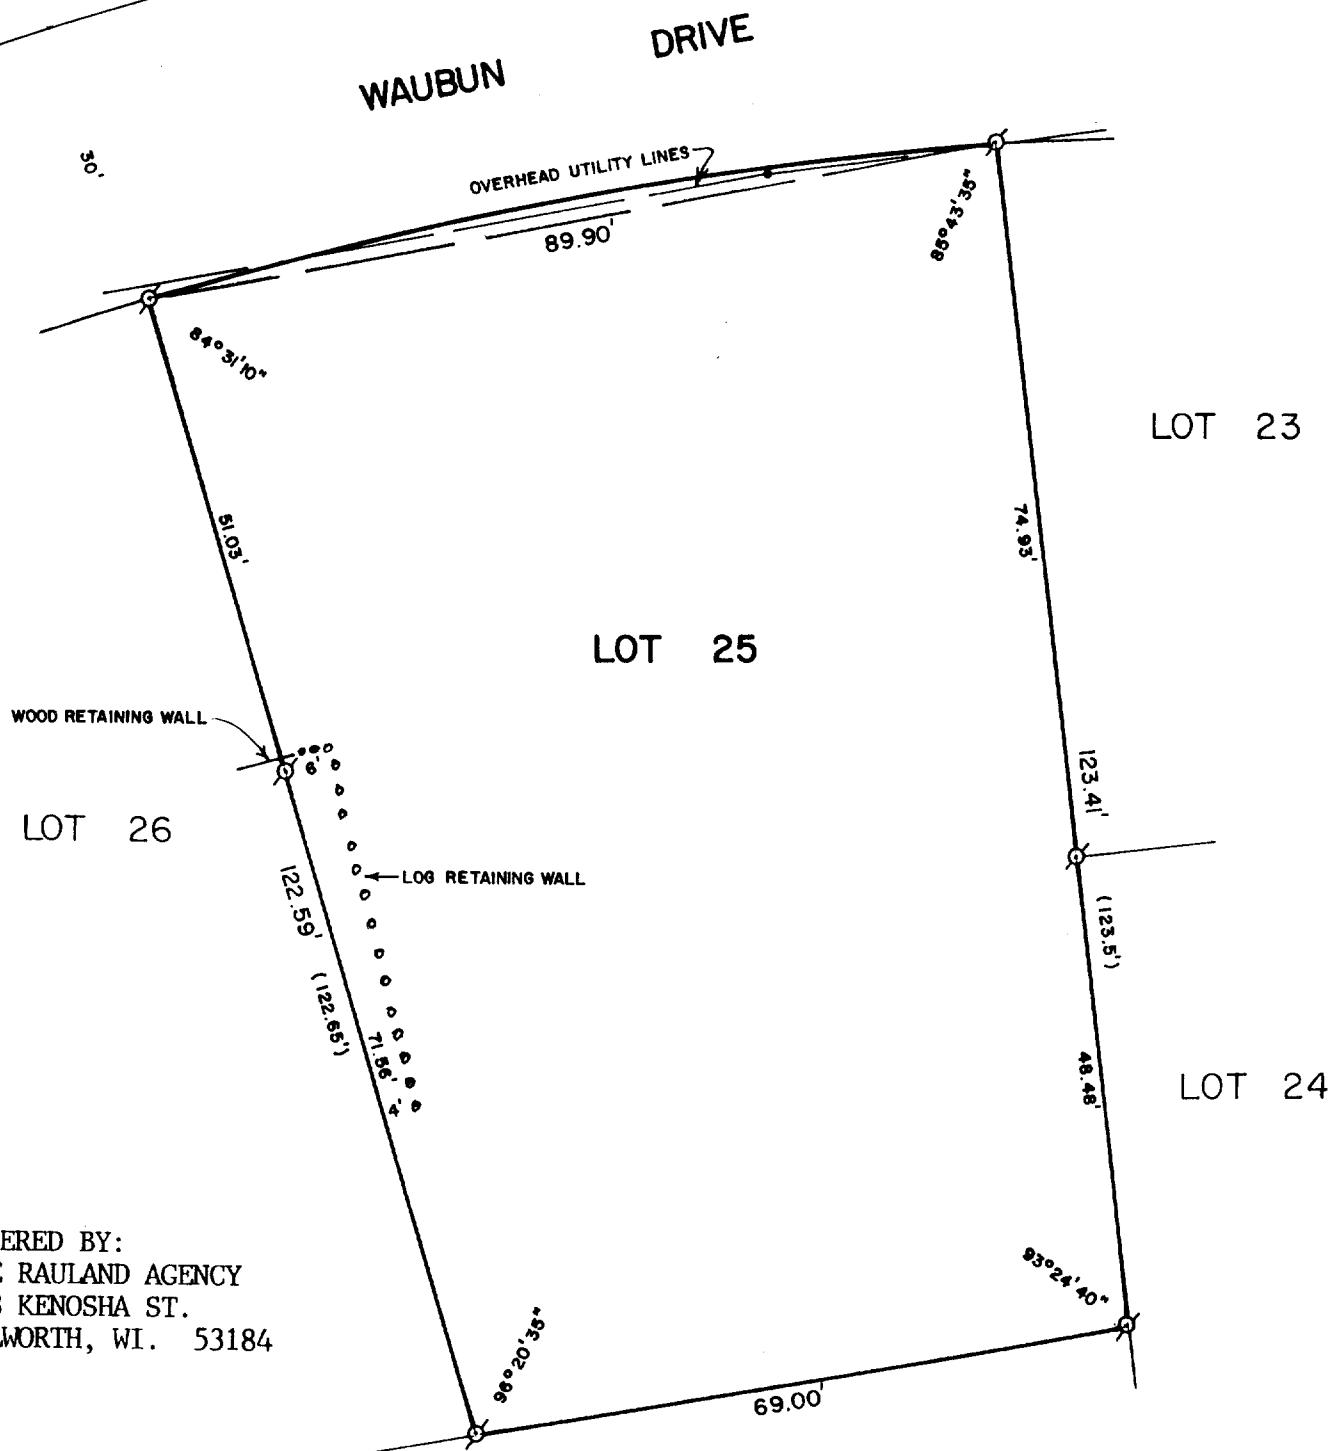 WAUBUN DRIVE
30'
OVERHEAD UTILITY LINES
89.90'
85°43'35"
84°31'10"
LOT 23
51.03'
74.93'
LOT 25
WOOD RETAINING WALL
6'
123.41'
LOT 26
LOG RETAINING WALL
122.59'
(122.65')
(123.5')
71.56'
4'
48.48'
LOT 24
ERED BY:
RAULAND AGENCY
KENOSHA ST.
WORTH, WI. 53184
93°24'40"
96°20'35"
69.00'